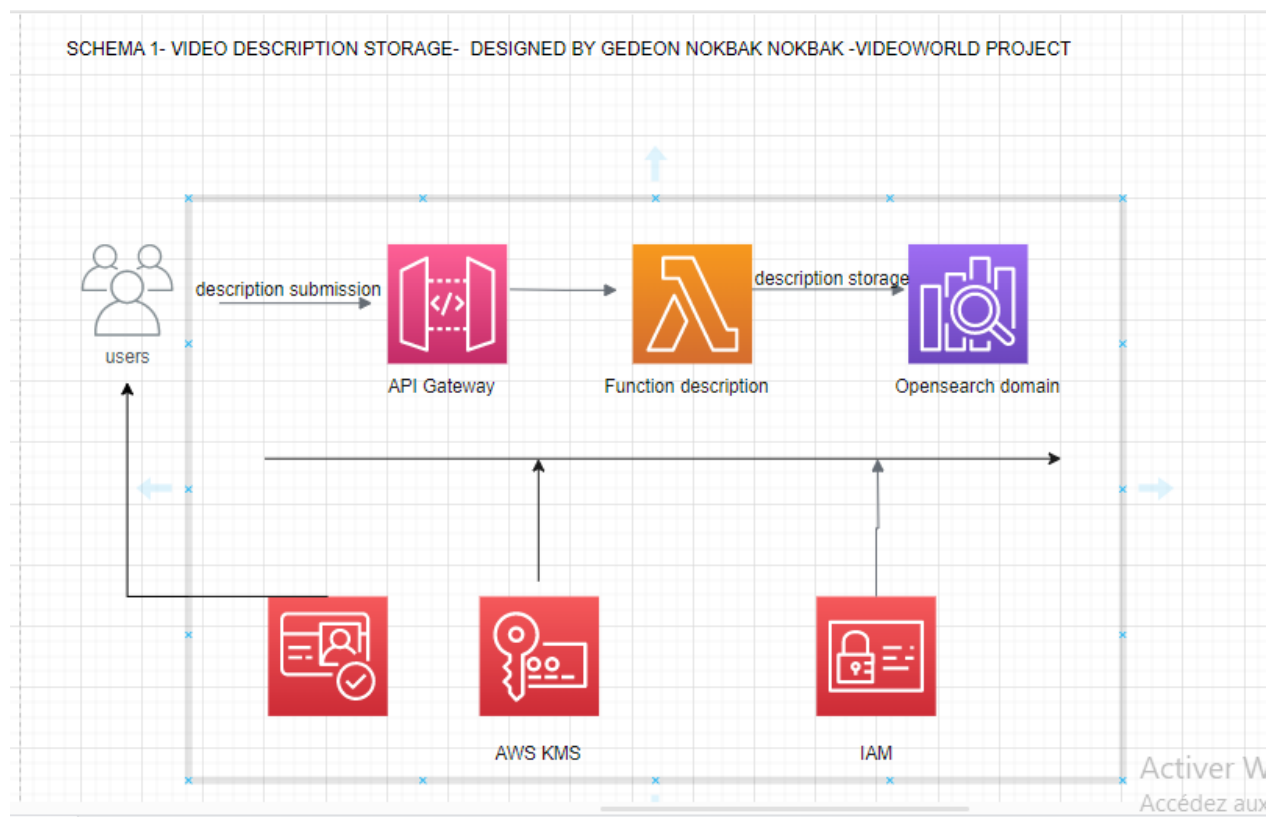 SCHEMA 1- VIDEO DESCRIPTION STORAGE- DESIGNED BY GEDEON NOKBAK NOKBAK -VIDEOWORLD PROJECT
description submission
description storage
</>
users
API Gateway
Function description
Opensearch domain
AWS KMS
IAM
Activer W
Accédez aux